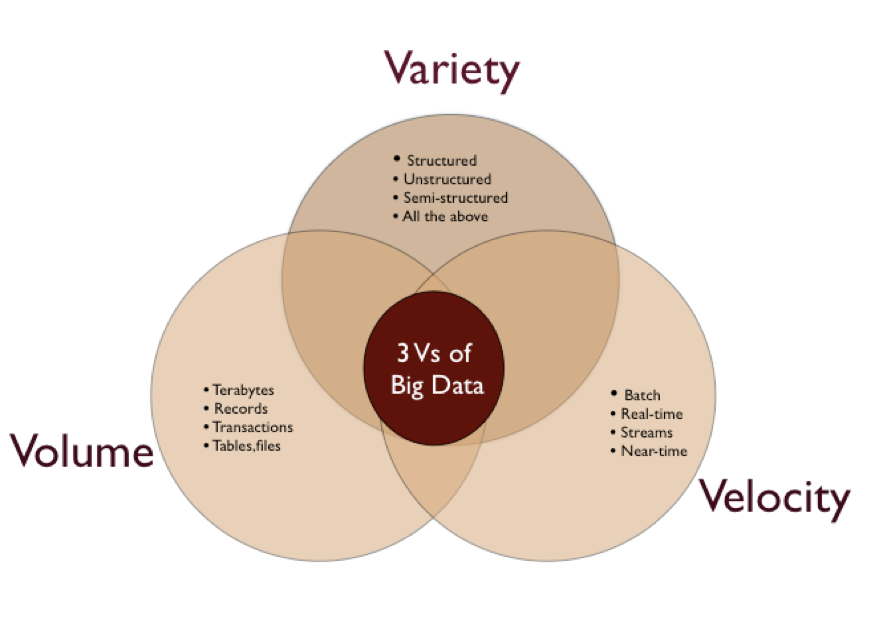 Variety
• Structured
• Unstructured
• Semi-structured
• All the above
3 Vs of
Big Data
• Terabytes
• Records
• Transactions
• Tables,files
Volume
• Batch
• Real-time
• Streams
• Near-time
Velocity